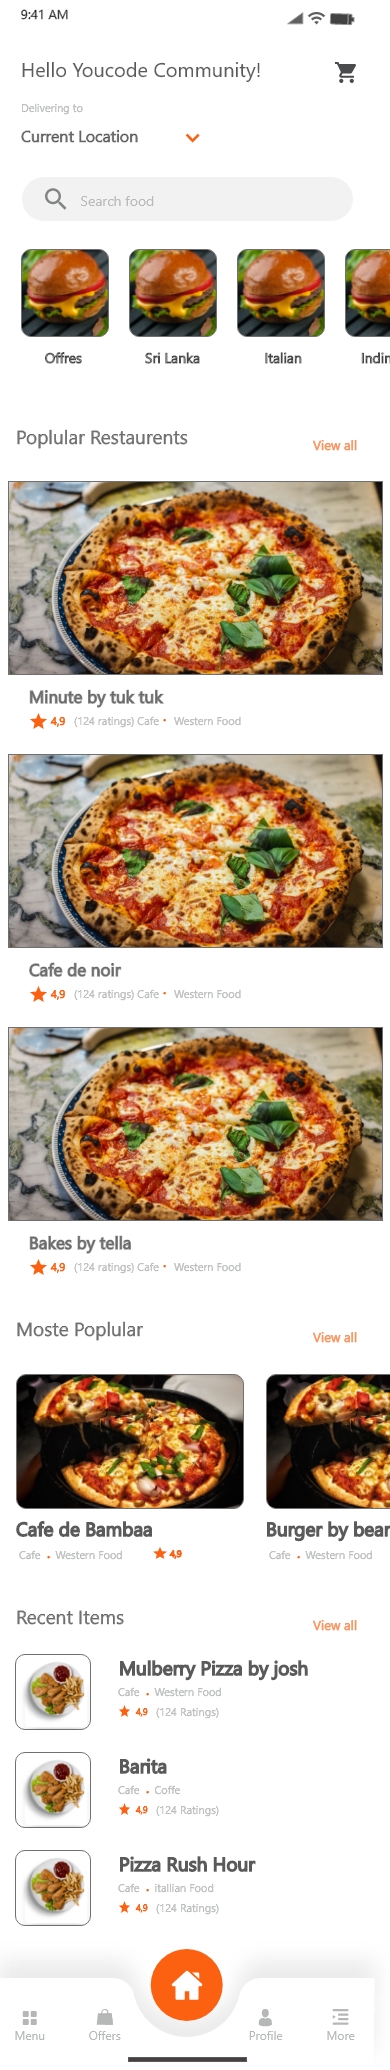 9:41 AM
Hello Youcode Community!
Delivering to
Current Location
Search food
Offres Sri Lanka Italian Indin
Poplular Restaurents View all
Minute by tuk tuk
4,9 (124 ratings) Cafe • Western Food
Cafe de noir
4,9 (124 ratings) Cafe • Western Food
Bakes by tella
4,9 (124 ratings) Cafe • Western Food
Moste Poplular View all
Cafe de Bambaa Burger by bear
Cafe • Western Food 4,9 Cafe • Western Food
Recent Items View all
Mulberry Pizza by josh
Cafe • Western Food
4,9 (124 Ratings)
Barita
Cafe • Coffe
4,9 (124 Ratings)
Pizza Rush Hour
Cafe • itallian Food
4,9 (124 Ratings)
Menu Offers Profile More